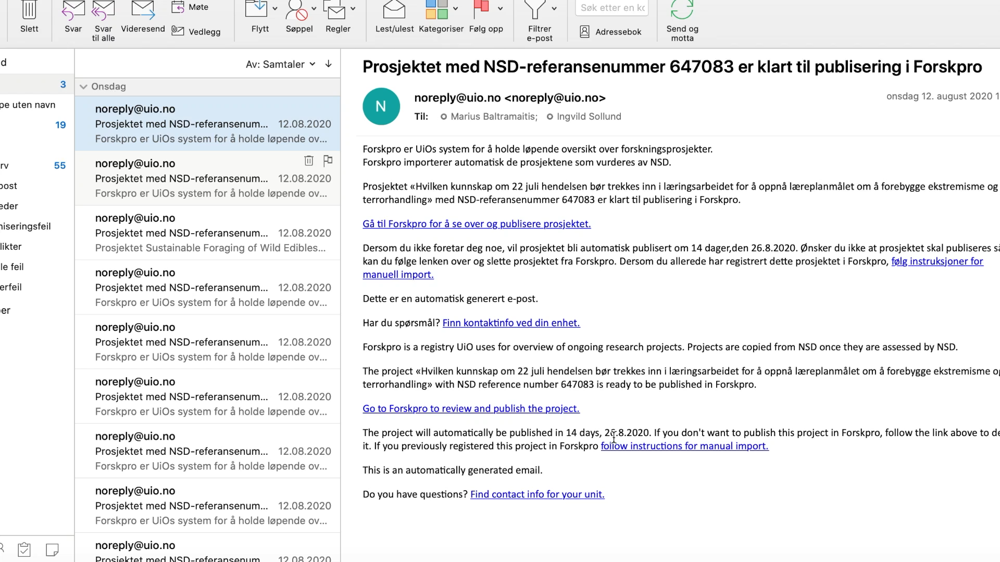 Slett
Svar
Svar
til alle
Videresend
Møte
Vedlegg
Flytt
Søppel
Regler
Lest/ulest
Kategoriser
Følg opp
Filtrer
e-post
Søk etter en
Adressebok
Send og
motta
d
3
pe uten navn
19
rv
55
post
eder
niseringsfeil
likter
le feil
erfeil
per
Av: Samtaler
Onsdag
noreply@uio.no
Prosjektet med NSD-referansenum... 12.08.2020
Forskpro er UiOs system for å holde løpende ov...
noreply@uio.no
Prosjektet med NSD-referansenum... 12.08.2020
Forskpro er UiOs system for å holde løpende ov...
noreply@uio.no
Prosjektet med NSD-referansenum... 12.08.2020
Prosjektet Sustainable Foraging of Wild Edibles...
noreply@uio.no
Prosjektet med NSD-referansenum... 12.08.2020
Forskpro er UiOs system for å holde løpende ov...
noreply@uio.no
Prosjektet med NSD-referansenum... 12.08.2020
Forskpro er UiOs system for å holde løpende ov...
noreply@uio.no
Prosjektet med NSD-referansenum... 12.08.2020
Forskpro er UiOs system for å holde løpende ov...
noreply@uio.no
Prosjektet med NSD-referansenum... 12.08.2020
Forskpro er UiOs system for å holde løpende ov...
noreply@uio.no
Prosjektet med NSD-referansenum... 12.08.2020
Forskpro er UiOs system for å holde løpende ov...
noreply@uio.no
Prosjektet med NSD-referansenum... 12.08.2020
Prosjektet med NSD-referansenummer 647083 er klart til publisering i Forskpro
N
noreply@uio.no <noreply@uio.no>
onsdag 12. august 2020 1
Til: Marius Baltramaitis; Ingvild Sollund
Forskpro er UiOs system for å holde løpende oversikt over forskningsprosjekter.
Forskpro importerer automatisk de prosjektene som vurderes av NSD.
Prosjektet «Hvilken kunnskap om 22 juli hendelsen bør trekkes inn i læringsarbeidet for å oppnå læreplanmålet om å forebygge ekstremisme og
terrorhandling» med NSD-referansenummer 647083 er klart til publisering i Forskpro.
Gå til Forskpro for å se over og publisere prosjektet.
Dersom du ikke foretar deg noe, vil prosjektet bli automatisk publisert om 14 dager,den 26.8.2020. Ønsker du ikke at prosjektet skal publiseres så
kan du følge lenken over og slette prosjektet fra Forskpro. Dersom du allerede har registrert dette prosjektet i Forskpro, følg instruksjoner for
manuell import.
Dette er en automatisk generert e-post.
Har du spørsmål? Finn kontaktinfo ved din enhet.
Forskpro is a registry UiO uses for overview of ongoing research projects. Projects are copied from NSD once they are assessed by NSD.
The project «Hvilken kunnskap om 22 juli hendelsen bør trekkes inn i læringsarbeidet for å oppnå læreplanmålet om å forebygge ekstremisme og
terrorhandling» with NSD reference number 647083 is ready to be published in Forskpro.
Go to Forskpro to review and publish the project.
The project will automatically be published in 14 days, 26.8.2020. If you don't want to publish this project in Forskpro, follow the link above to de
it. If you previously registered this project in Forskpro follow instructions for manual import.
This is an automatically generated email.
Do you have questions? Find contact info for your unit.